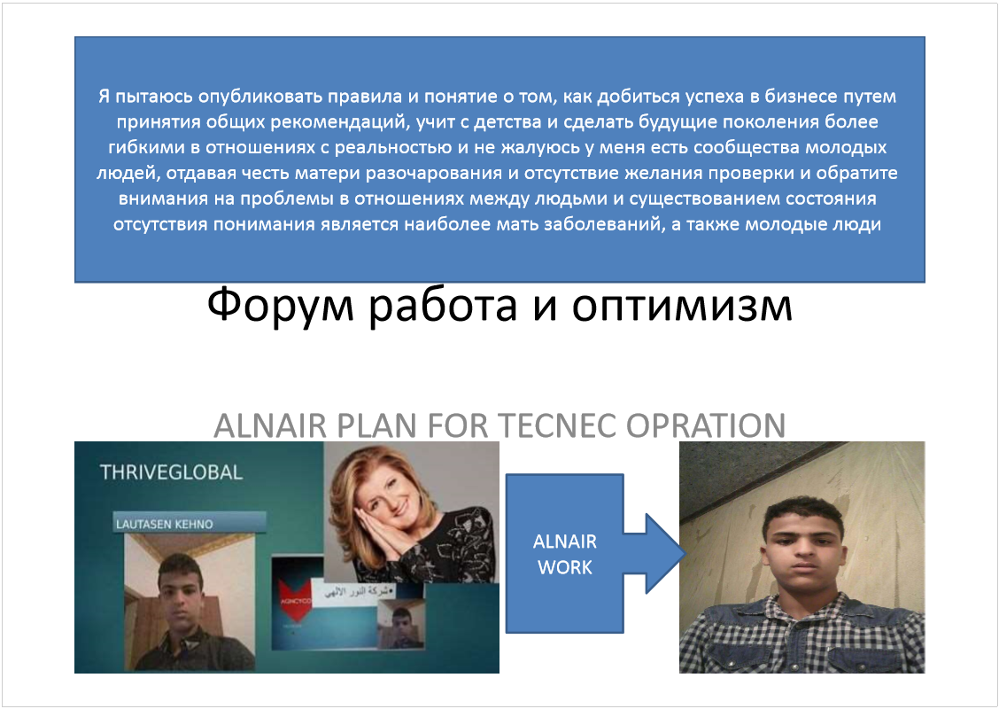 Я пытаюсь опубликовать правила и понятие о том, как добиться успеха в бизнесе путем
принятия общих рекомендаций, учит с детства и сделать будущие поколения более
гибкими в отношениях с реальностью и не жалуюсь у меня есть сообщества молодых
людей, отдавая честь матери разочарования и отсутствие желания проверки и обратите
внимания на проблемы в отношениях между людьми и существованием состояния
отсутствия понимания является наиболее мать заболеваний, а также молодые люди
Форум работа и оптимизм
ALNAIR PLAN FOR TECNEC OPRATION
THRIVEGLOBAL
LAUTASEN KEHNO
•شركة النور الالهي
AGINCYCO
ALNAIR
WORK